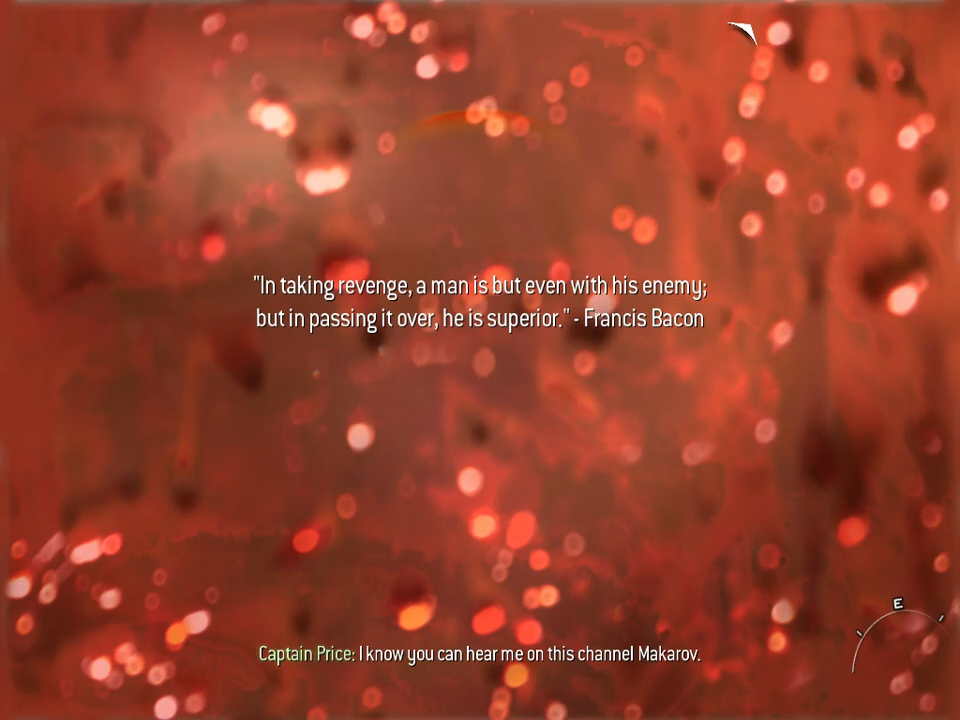 "In taking revenge, a man is but even with his enemy;
but in passing it over, he is superior." - Francis Bacon
E
Captain Price: I know you can hear me on this channel Makarov.